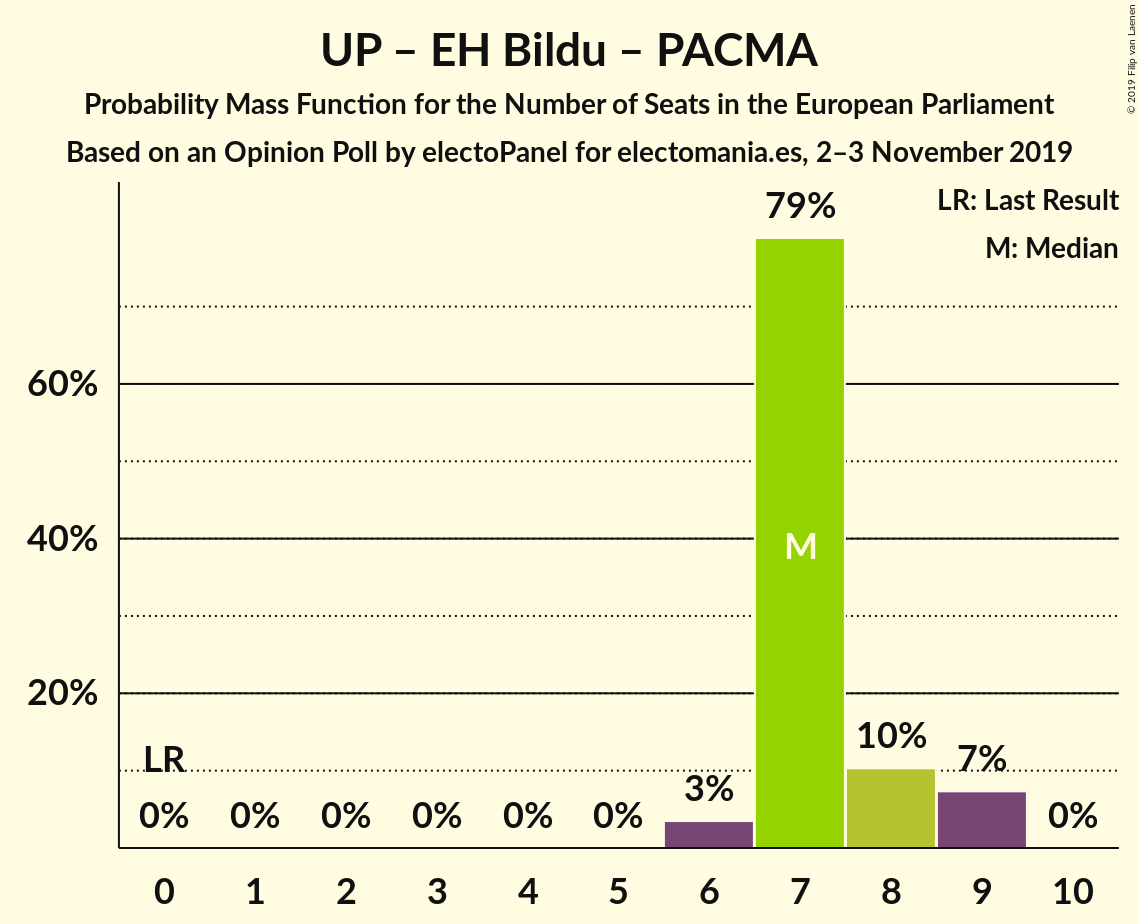 UP – EH Bildu – PACMA
Probability Mass Function for the Number of Seats in the European Parliament
Based on an Opinion Poll by electoPanel for electomania.es, 2–3 November 2019
© 2019 Filip van Laenen
LR: Last Result
M: Median
79%
60%
40%
M
20%
LR
10%
7%
3%
0% 0% 0% 0% 0% 0% 0%
0 1 2 3 4 5 6 7 8 9 10